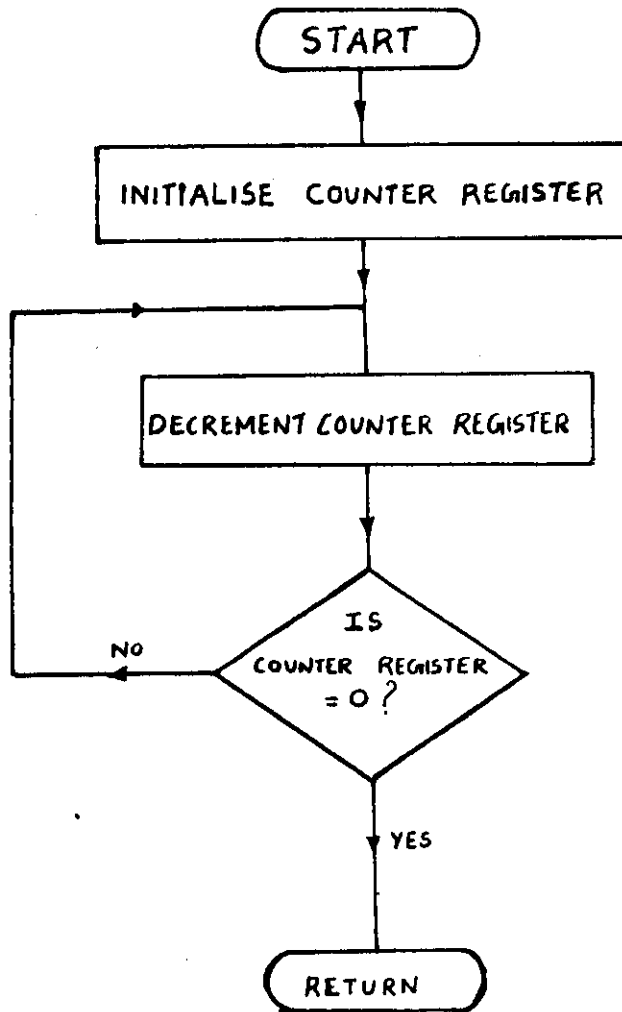 START
INITIALISE COUNTER REGISTER
DECREMENT COUNTER REGISTER
IS
COUNTER REGISTER
= 0 ?
NO
YES
RETURN